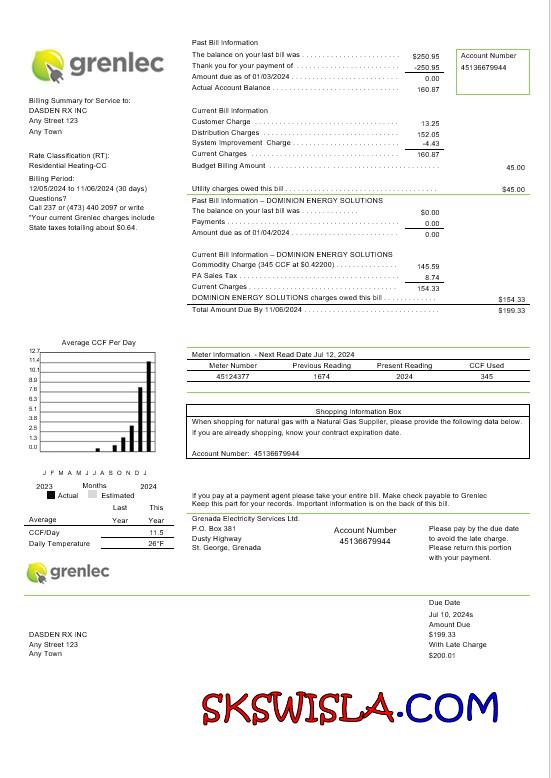 grenlec
Billing Summary for Service to:
DASDEN RX INC
Any Street 123
Any Town
Rate Classification (RT):
Residential Heating-CC
Billing Period:
12/05/2024 to 11/06/2024 (30 days)
Questions?
Call 237 or (473) 440 2097 or write
"Your current Grenlec charges include
State taxes totalling about $0.64.
Past Bill Information
The balance on your last bill was $250.95
Thank you for your payment of -250.95
Amount due as of 01/03/2024 0.00
Actual Account Balance 160.87
Account Number
45136679944
Current Bill Information
Customer Charge 13.25
Distribution Charges 152.05
System Improvement Charge -4.43
Current Charges 160.87
Budget Billing Amount 45.00
Utility charges owed this bill $45.00
Past Bill Information – DOMINION ENERGY SOLUTIONS
The balance on your last bill was $0.00
Payments 0.00
Amount due as of 01/04/2024 0.00
Current Bill Information – DOMINION ENERGY SOLUTIONS
Commodity Charge (345 CCF at $0.42200) 145.59
PA Sales Tax 8.74
Current Charges 154.33
DOMINION ENERGY SOLUTIONS charges owed this bill $154.33
Total Amount Due By 11/06/2024 $199.33
Average CCF Per Day
12.7
11.4
10.1
8.9
7.6
6.3
5.1
3.8
2.5
1.3
0.0
J F M A M J J A S O N D J
2023 Months 2024
Actual Estimated
Last This
Average Year Year
CCF/Day 11.5
Daily Temperature 26°F
Meter Information - Next Read Date Jul 12, 2024
Meter Number Previous Reading Present Reading CCF Used
45124377 1674 2024 345
Shopping Information Box
When shopping for natural gas with a Natural Gas Supplier, please provide the following data below.
If you are already shopping, know your contract expiration date.
Account Number: 45136679944
If you pay at a payment agent please take your entire bill. Make check payable to Grenlec
Keep this part for your records. Important information is on the back of this bill.
Grenada Electricity Services Ltd.
P.O. Box 381
Dusty Highway
St. George, Grenada
Account Number
45136679944
Please pay by the due date
to avoid the late charge.
Please return this portion
with your payment.
grenlec
Due Date
Jul 10, 2024s
Amount Due
$199.33
With Late Charge
$200.01
DASDEN RX INC
Any Street 123
Any Town
SKSWISLA.COM